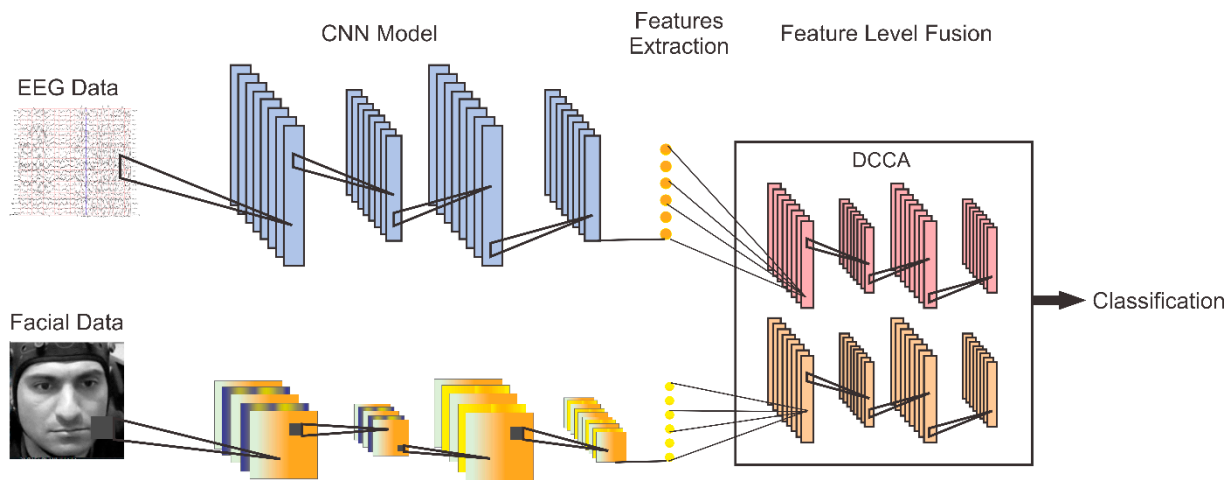 CNN Model
Features
Extraction
Feature Level Fusion
EEG Data
DCCA
Classification
Facial Data